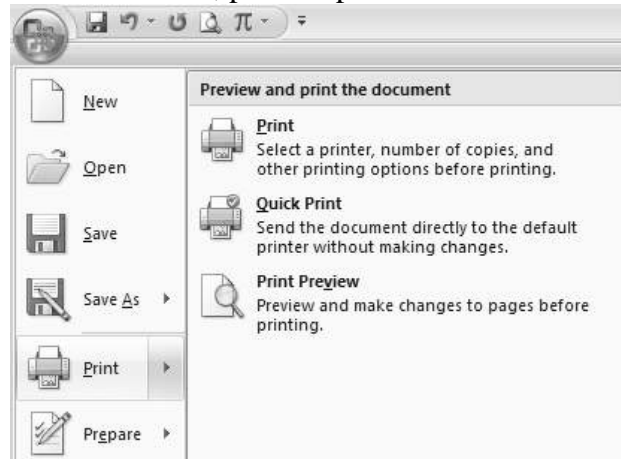 New
Open
Save
Save As
Print
Prepare
Preview and print the document
Print
Select a printer, number of copies, and
other printing options before printing.
Quick Print
Send the document directly to the default
printer without making changes.
Print Preview
Preview and make changes to pages before
printing.